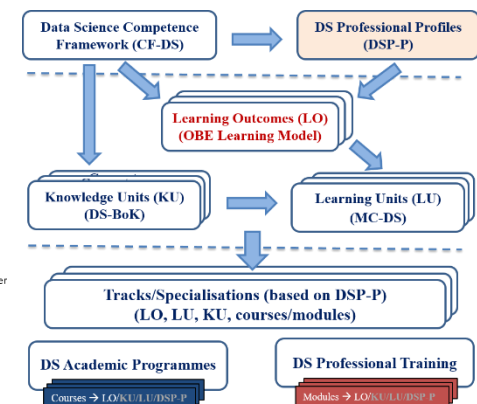 Data Science Competence
Framework (CF-DS)
DS Professional Profiles
(DSP-P)
Learning Outcomes (LO)
(OBE Learning Model)
Knowledge Units (KU)
(DS-BoK)
Learning Units (LU)
(MC-DS)
er
Tracks/Specialisations (based on DSP-P)
(LO, LU, KU, courses/modules)
DS Academic Programmes
DS Professional Training
Courses → LO/KU/LU/DSP-P
Modules → LO/KU/LU/DSP-P